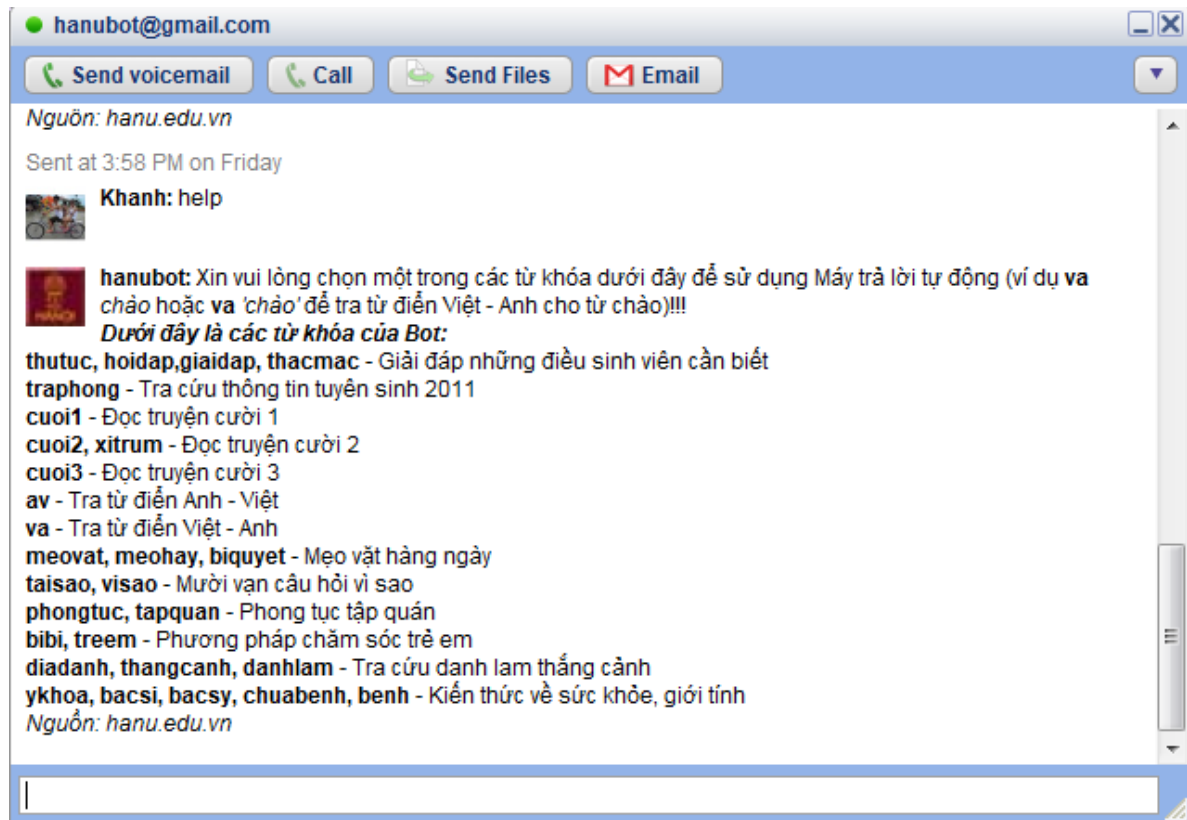 hanubot@gmail.com
Send voicemail Call Send Files Email
Nguồn: hanu.edu.vn
Sent at 3:58 PM on Friday
Khanh: help
hanubot: Xin vui lòng chọn một trong các từ khóa dưới đây để sử dụng Máy trả lời tự động (ví dụ va
chào hoặc va 'chào' để tra từ điển Việt - Anh cho từ chào)!!!
Dưới đây là các từ khóa của Bot:
thutuc, hoidap,giaidap, thacmac - Giải đáp những điều sinh viên cần biết
traphong - Tra cứu thông tin tuyên sinh 2011
cuoi1 - Đọc truyện cười 1
cuoi2, xitrum - Đọc truyện cười 2
cuoi3 - Đọc truyện cười 3
av - Tra từ điển Anh - Việt
va - Tra từ điển Việt - Anh
meovat, meohay, biquyet - Mẹo vặt hàng ngày
taisao, visao - Mười vạn câu hỏi vì sao
phongtuc, tapquan - Phong tục tập quán
bibi, treem - Phương pháp chăm sóc trẻ em
diadanh, thangcanh, danhlam - Tra cứu danh lam thắng cảnh
ykhoa, bacsi, bacsy, chuabenh, benh - Kiến thức về sức khỏe, giới tính
Nguồn: hanu.edu.vn